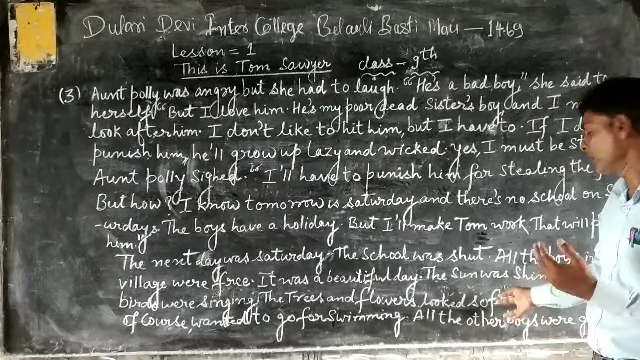 Dulari Devi Inter College Belauli Basti Mau — 1469
Lesson = 1
This is Tom Sawyer class - 9th
(3) Aunt polly was angry but she had to laugh. "He's a bad boy," she said to
herself, "But I love him. He's my poor dead Sister's boy and I
look after him. I don't like to hit him, but I have to. If I
punish him, he'll grow up lazy and wicked. yes, I must be
Aunt polly Sighed. "I'll have to punish him for Stealing the
But how? I know tomorrow is saturday and there's no school on
-urdays. The boys have a holiday. But I'll make Tom work. That will
him."
The next day was saturday. The School was shut. All the boys in
village were free. It was a beautiful day. The Sun was
birds were singing. The Trees and flowers looked
of Course, wanted to go for Swimming. All the other boys were